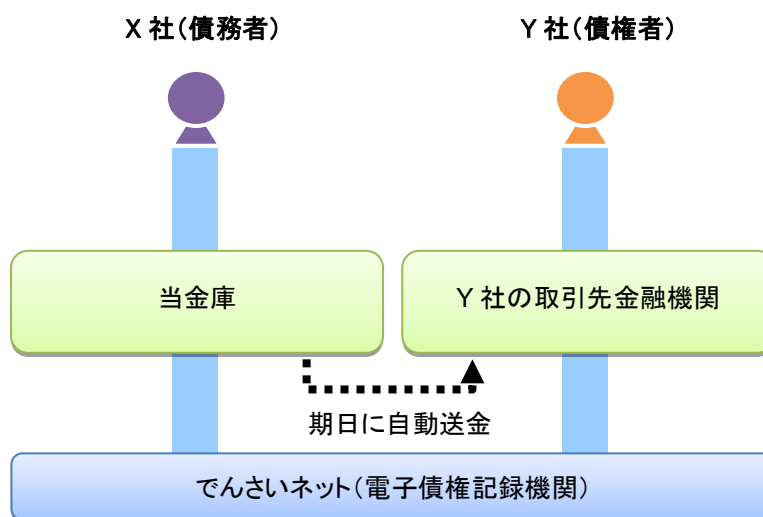 X 社（債務者）
Y 社（債権者）
当金庫
Y 社の取引先金融機関
期日に自動送金
でんさいネット（電子債権記録機関）